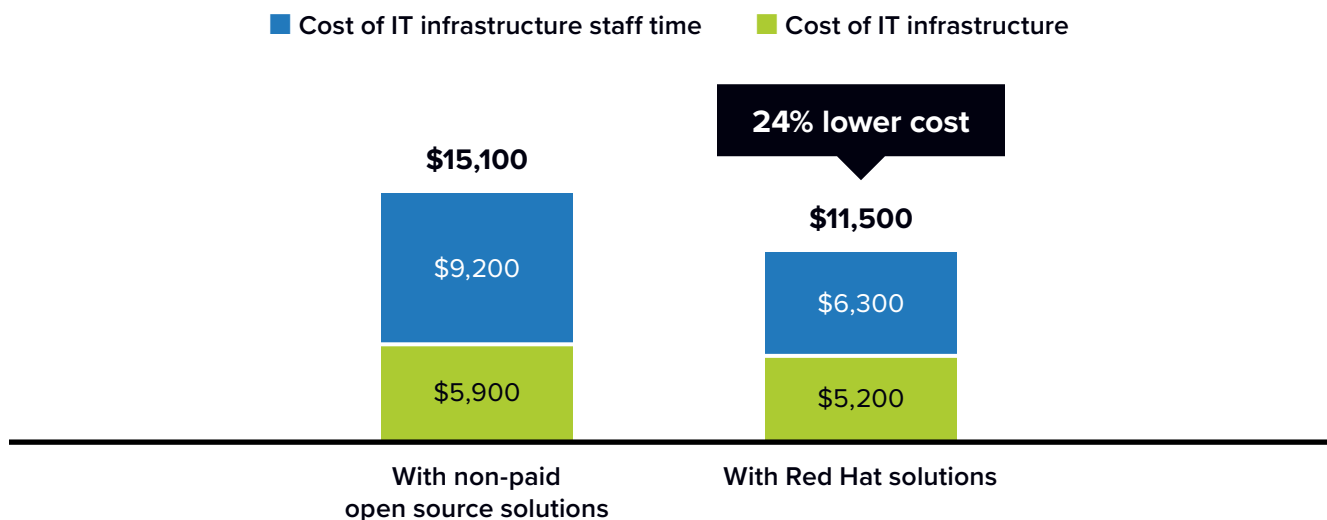 Cost of IT infrastructure staff time
Cost of IT infrastructure
24% lower cost
$15,100
$11,500
$9,200
$6,300
$5,900
$5,200
With non-paid
open source solutions
With Red Hat solutions